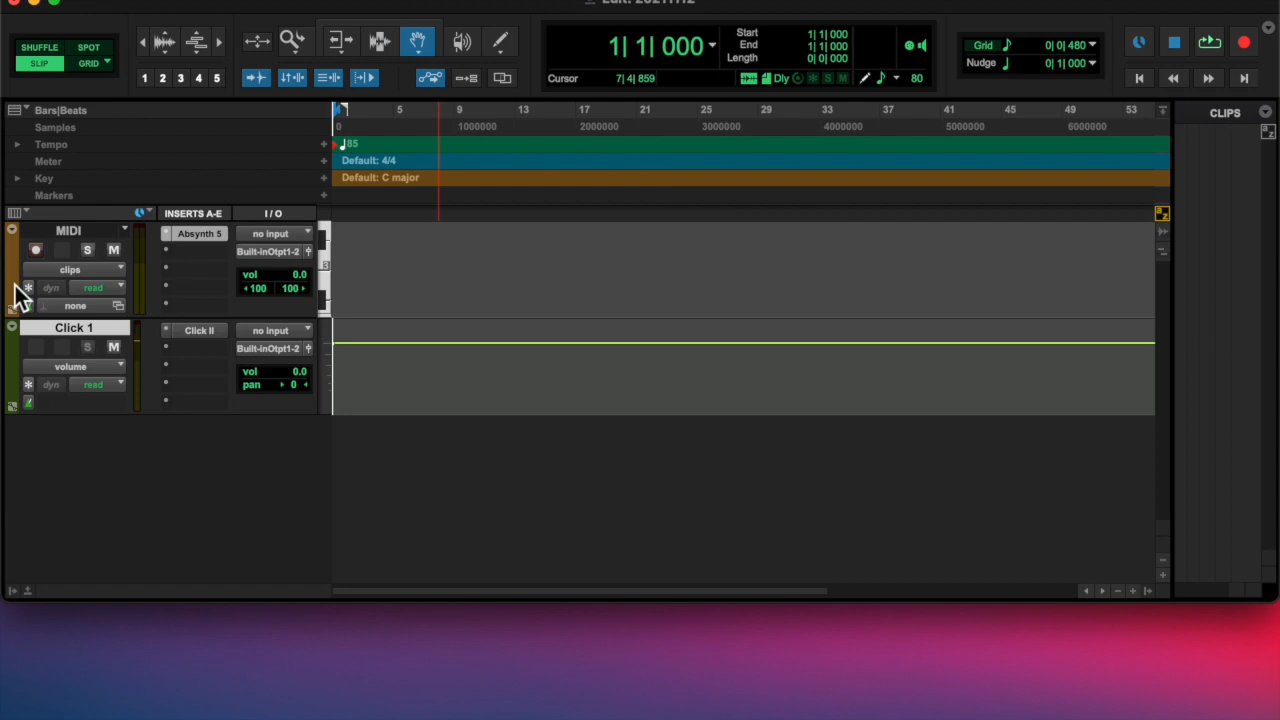 SHUFFLE SPOT
SLIP GRID
1 2 3 4 5
1| 1| 000
Start 1| 1| 000
End 1| 1| 000
Length 0| 0| 000
Cursor 7| 4| 859
Dly S M 80
Grid 0| 0| 480
Nudge 0| 1| 000
Bars|Beats 5 9 13 17 21 25 29 33 37 41 45 49 53
Samples 0 1000000 2000000 3000000 4000000 5000000 6000000
Tempo 85
Meter Default: 4/4
Key Default: C major
Markers
CLIPS
INSERTS A-E I / O
MIDI Absynth 5 no input
S M Built-inOtpt1-2
clips vol 0.0
dyn read 100 100
none
3
Click 1 Click II no input
S M Built-inOtpt1-2
volume vol 0.0
dyn read pan 0